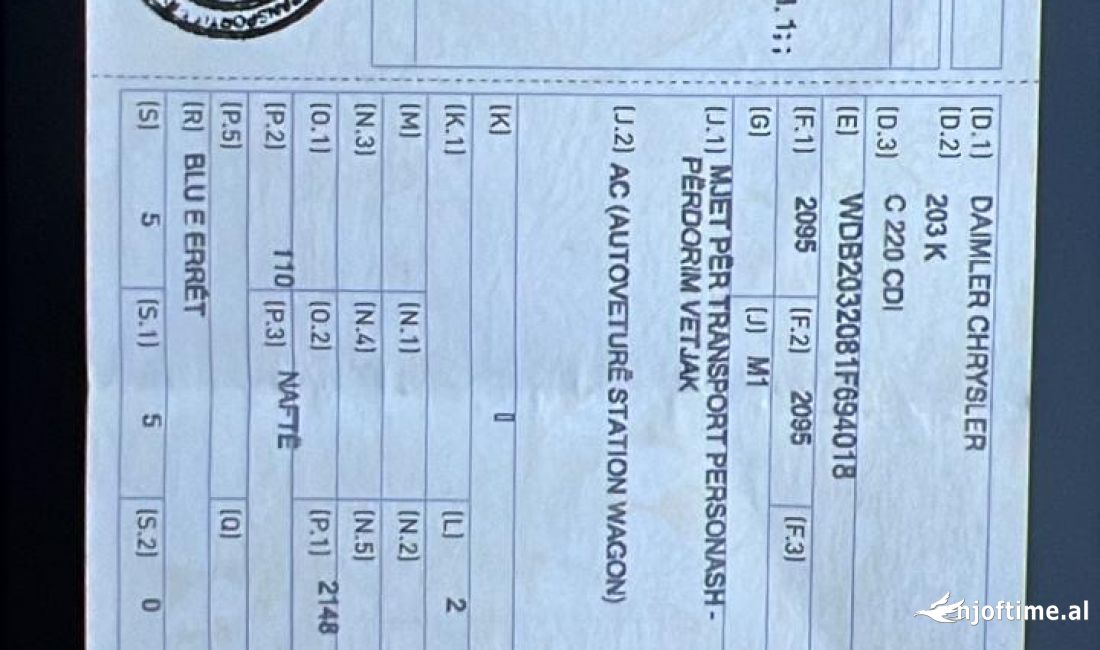 (D.1) DAIMLER CHRYSLER
(D.2) 203 K
(D.3) C 220 CDI
(E) WDB2032081F694018
(F.1) 2095 (F.2) 2095 (F.3)
(G) (J) M1
(J.1) MJET PËR TRANSPORT PERSONASH -
PËRDORIM VETJAK
(J.2) AC (AUTOVETURË STATION WAGON)
(K)
(K.1) (L) 2
(M) (N.1) (N.2)
(N.3) (N.4) (N.5)
(O.1) (O.2) (P.1) 2148
(P.2) 110 (P.3) NAFTË
(P.5) (Q)
(R) BLU E ERRËT
(S) 5 (S.1) 5 (S.2) 0
njoftime.al